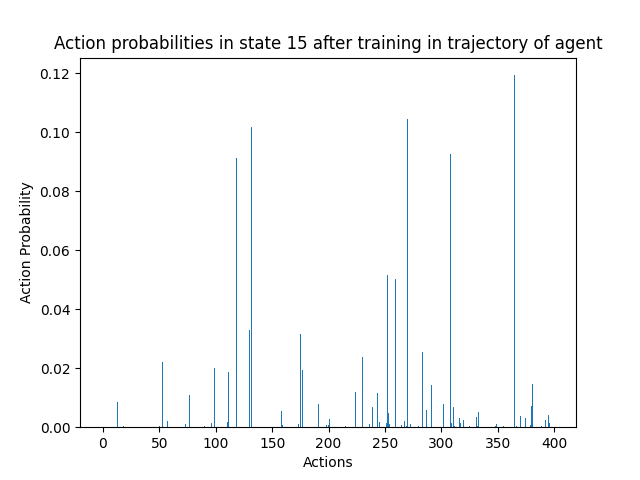 Action probabilities in state 15 after training in trajectory of agent
0.12
0.10
0.08
0.06
0.04
0.02
0.00
Action Probability
0 50 100 150 200 250 300 350 400
Actions